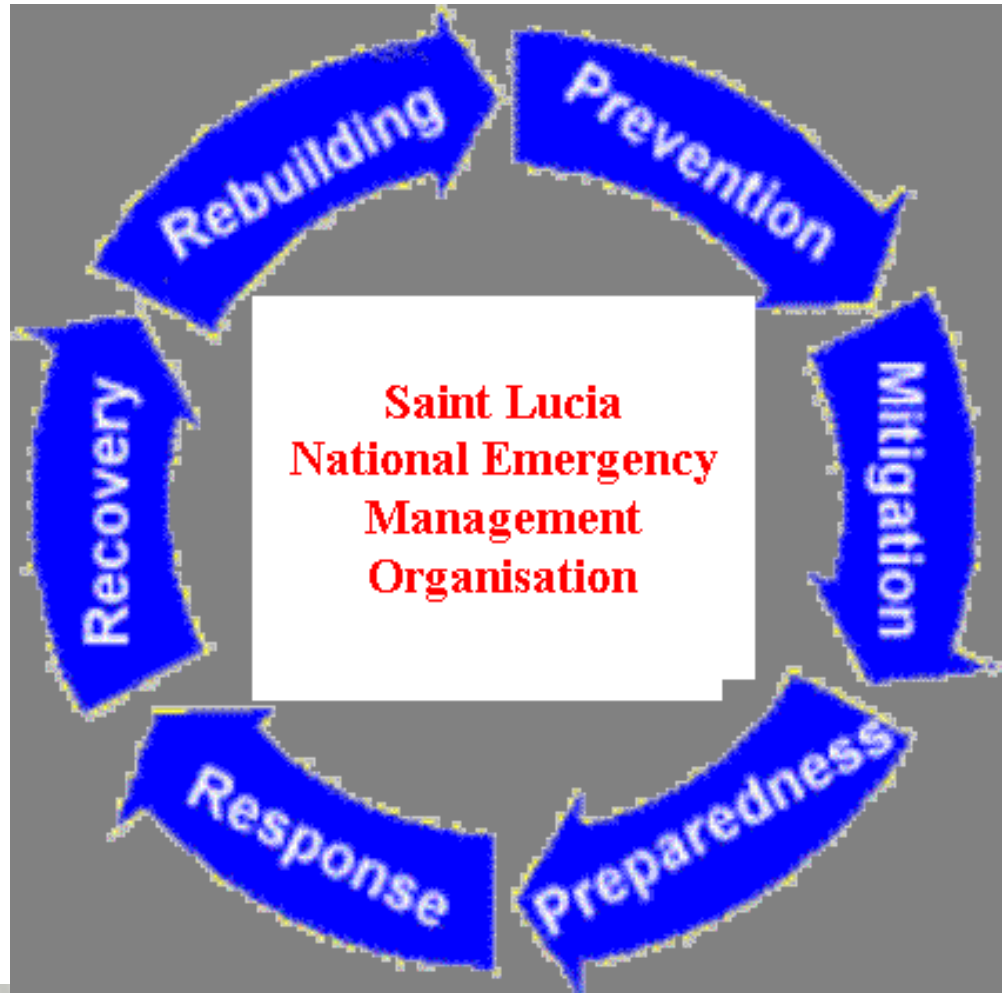 Rebuilding
Prevention
Saint Lucia
National Emergency
Management
Organisation
Recovery
Mitigation
Response
Preparedness